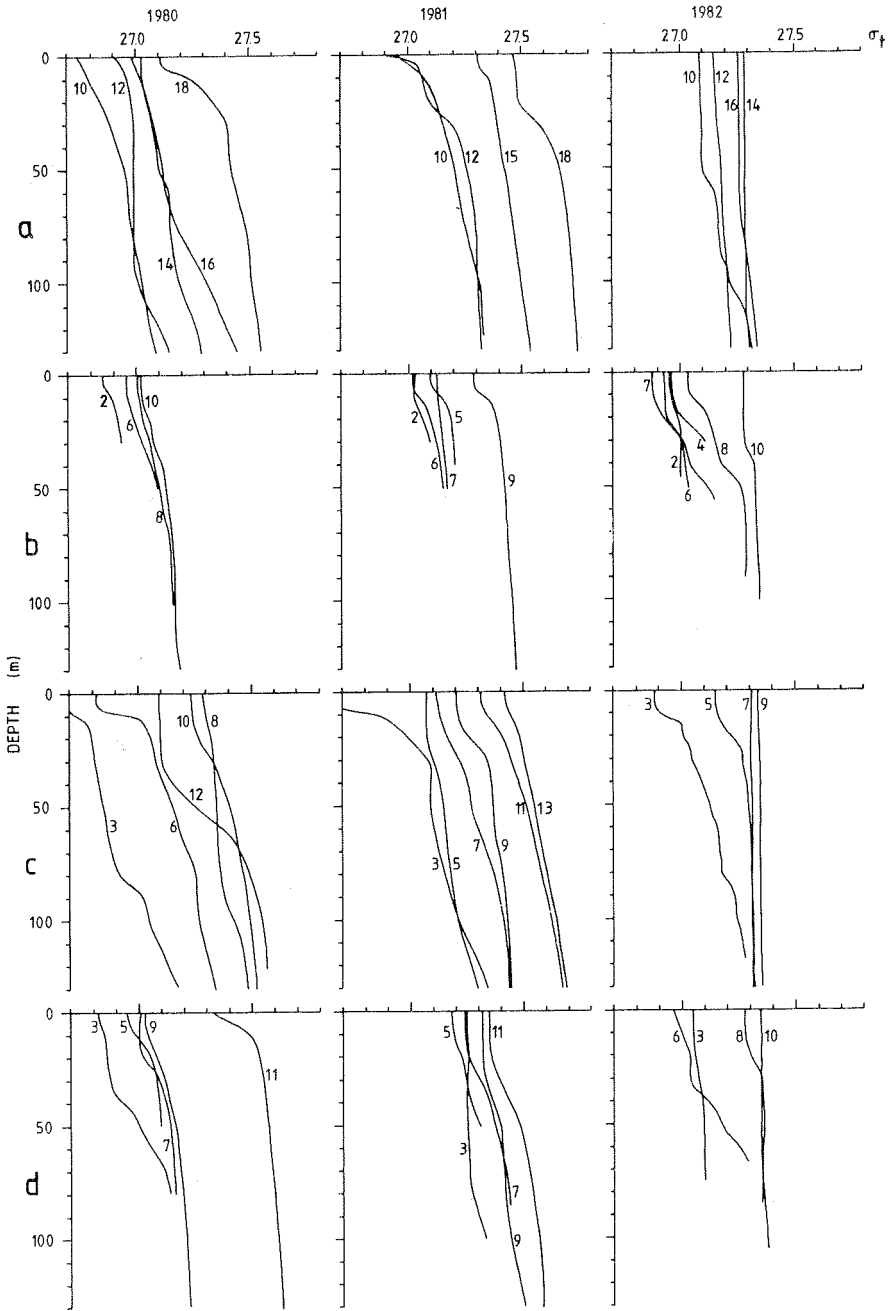 1980 1981 1982
27.0 27.5 27.0 27.5 27.0 27.5 σt
0 0 0
10 12 18 10 12 15 18 10 12 16 14
50
a
14 16
100
0
2 6 10 2 5 7 4
8 6 7 9 2 8 10
50 6
b
100
DEPTH (m)
0
10 8 3 5 7 9
12
50
3 6 11 13
c 3 5 7 9
100
0
3 5 9 5 11 6 3 8 10
11
50
7 3
d 7
100 9